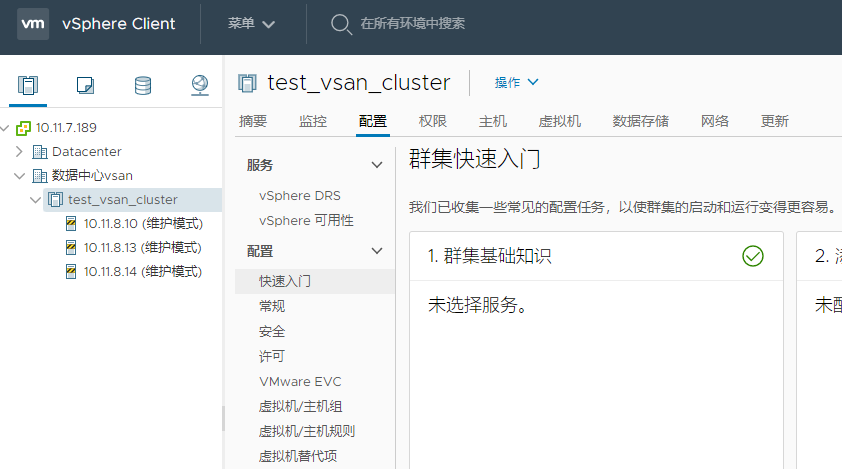 vm vSphere Client 菜单 在所有环境中搜索
10.11.7.189
Datacenter
数据中心vsan
test_vsan_cluster
10.11.8.10 (维护模式)
10.11.8.13 (维护模式)
10.11.8.14 (维护模式)
test_vsan_cluster 操作
摘要 监控 配置 权限 主机 虚拟机 数据存储 网络 更新
服务
vSphere DRS
vSphere 可用性
配置
快速入门
常规
安全
许可
VMware EVC
虚拟机/主机组
虚拟机/主机规则
虚拟机替代项
群集快速入门
我们已收集一些常见的配置任务，以使群集的启动和运行变得更容易。
1. 群集基础知识
未选择服务。
2.
未配